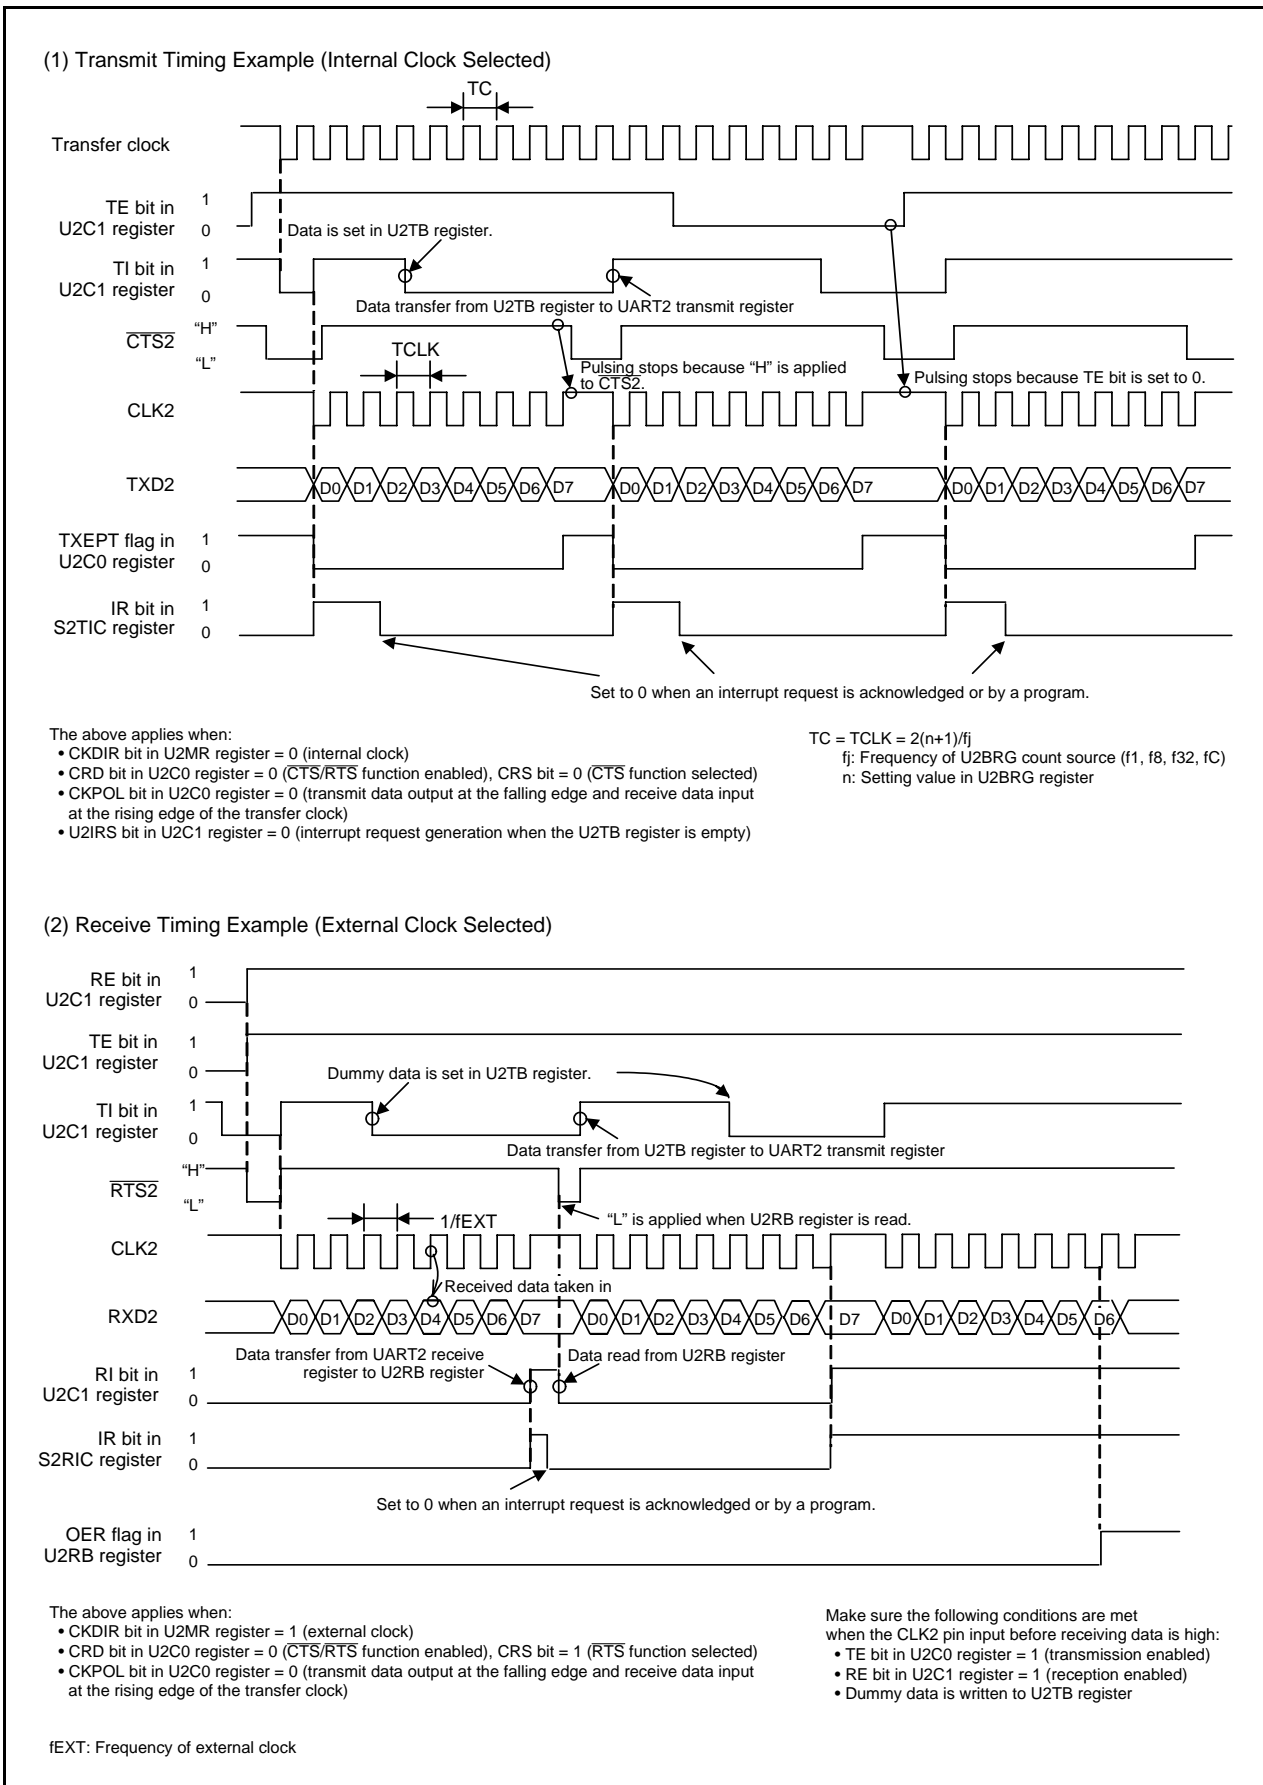 (1) Transmit Timing Example (Internal Clock Selected)
TC
Transfer clock
TE bit in
U2C1 register
1
0
Data is set in U2TB register.
TI bit in
U2C1 register
1
0
Data transfer from U2TB register to UART2 transmit register
CTS2
“H”
“L”
TCLK
Pulsing stops because “H” is applied
to CTS2.
Pulsing stops because TE bit is set to 0.
CLK2
TXD2
D0 D1 D2 D3 D4 D5 D6 D7 D0 D1 D2 D3 D4 D5 D6 D7 D0 D1 D2 D3 D4 D5 D6 D7
TXEPT flag in
U2C0 register
1
0
IR bit in
S2TIC register
1
0
Set to 0 when an interrupt request is acknowledged or by a program.
The above applies when:
• CKDIR bit in U2MR register = 0 (internal clock)
• CRD bit in U2C0 register = 0 (CTS/RTS function enabled), CRS bit = 0 (CTS function selected)
• CKPOL bit in U2C0 register = 0 (transmit data output at the falling edge and receive data input
at the rising edge of the transfer clock)
• U2IRS bit in U2C1 register = 0 (interrupt request generation when the U2TB register is empty)
TC = TCLK = 2(n+1)/fj
fj: Frequency of U2BRG count source (f1, f8, f32, fC)
n: Setting value in U2BRG register
(2) Receive Timing Example (External Clock Selected)
RE bit in
U2C1 register
1
0
TE bit in
U2C1 register
1
0
Dummy data is set in U2TB register.
TI bit in
U2C1 register
1
0
Data transfer from U2TB register to UART2 transmit register
RTS2
“H”
“L”
1/fEXT
“L” is applied when U2RB register is read.
CLK2
Received data taken in
RXD2
D0 D1 D2 D3 D4 D5 D6 D7 D0 D1 D2 D3 D4 D5 D6 D7 D0 D1 D2 D3 D4 D5 D6
Data transfer from UART2 receive
register to U2RB register
Data read from U2RB register
RI bit in
U2C1 register
1
0
IR bit in
S2RIC register
1
0
Set to 0 when an interrupt request is acknowledged or by a program.
OER flag in
U2RB register
1
0
The above applies when:
• CKDIR bit in U2MR register = 1 (external clock)
• CRD bit in U2C0 register = 0 (CTS/RTS function enabled), CRS bit = 1 (RTS function selected)
• CKPOL bit in U2C0 register = 0 (transmit data output at the falling edge and receive data input
at the rising edge of the transfer clock)
Make sure the following conditions are met
when the CLK2 pin input before receiving data is high:
• TE bit in U2C0 register = 1 (transmission enabled)
• RE bit in U2C1 register = 1 (reception enabled)
• Dummy data is written to U2TB register
fEXT: Frequency of external clock